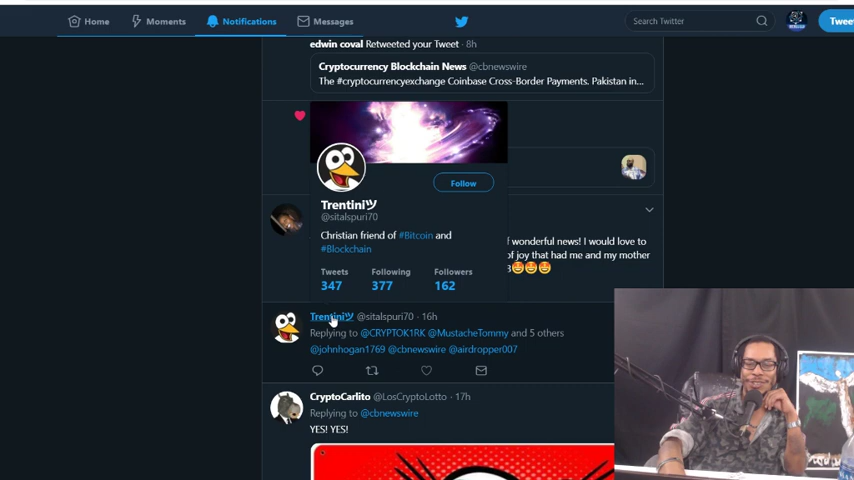 Home
Moments
Notifications
Messages
Search Twitter
Twee
edwin coval Retweeted your Tweet · 8h
Cryptocurrency Blockchain News @cbnewswire
The #cryptocurrencyexchange Coinbase Cross-Border Payments. Pakistan in...
Follow
Trentiniツ
@sitalspuri70
Christian friend of #Bitcoin and
#Blockchain
f wonderful news! I would love to
of joy that had me and my mother
Tweets Following Followers
347 377 162
Trentiniツ @sitalspuri70 · 16h
Replying to @CRYPTOK1RK @MustacheTommy and 5 others
@johnhogan1769 @cbnewswire @airdropper007
CryptoCarlito @LosCryptoLotto · 17h
Replying to @cbnewswire
YES! YES!